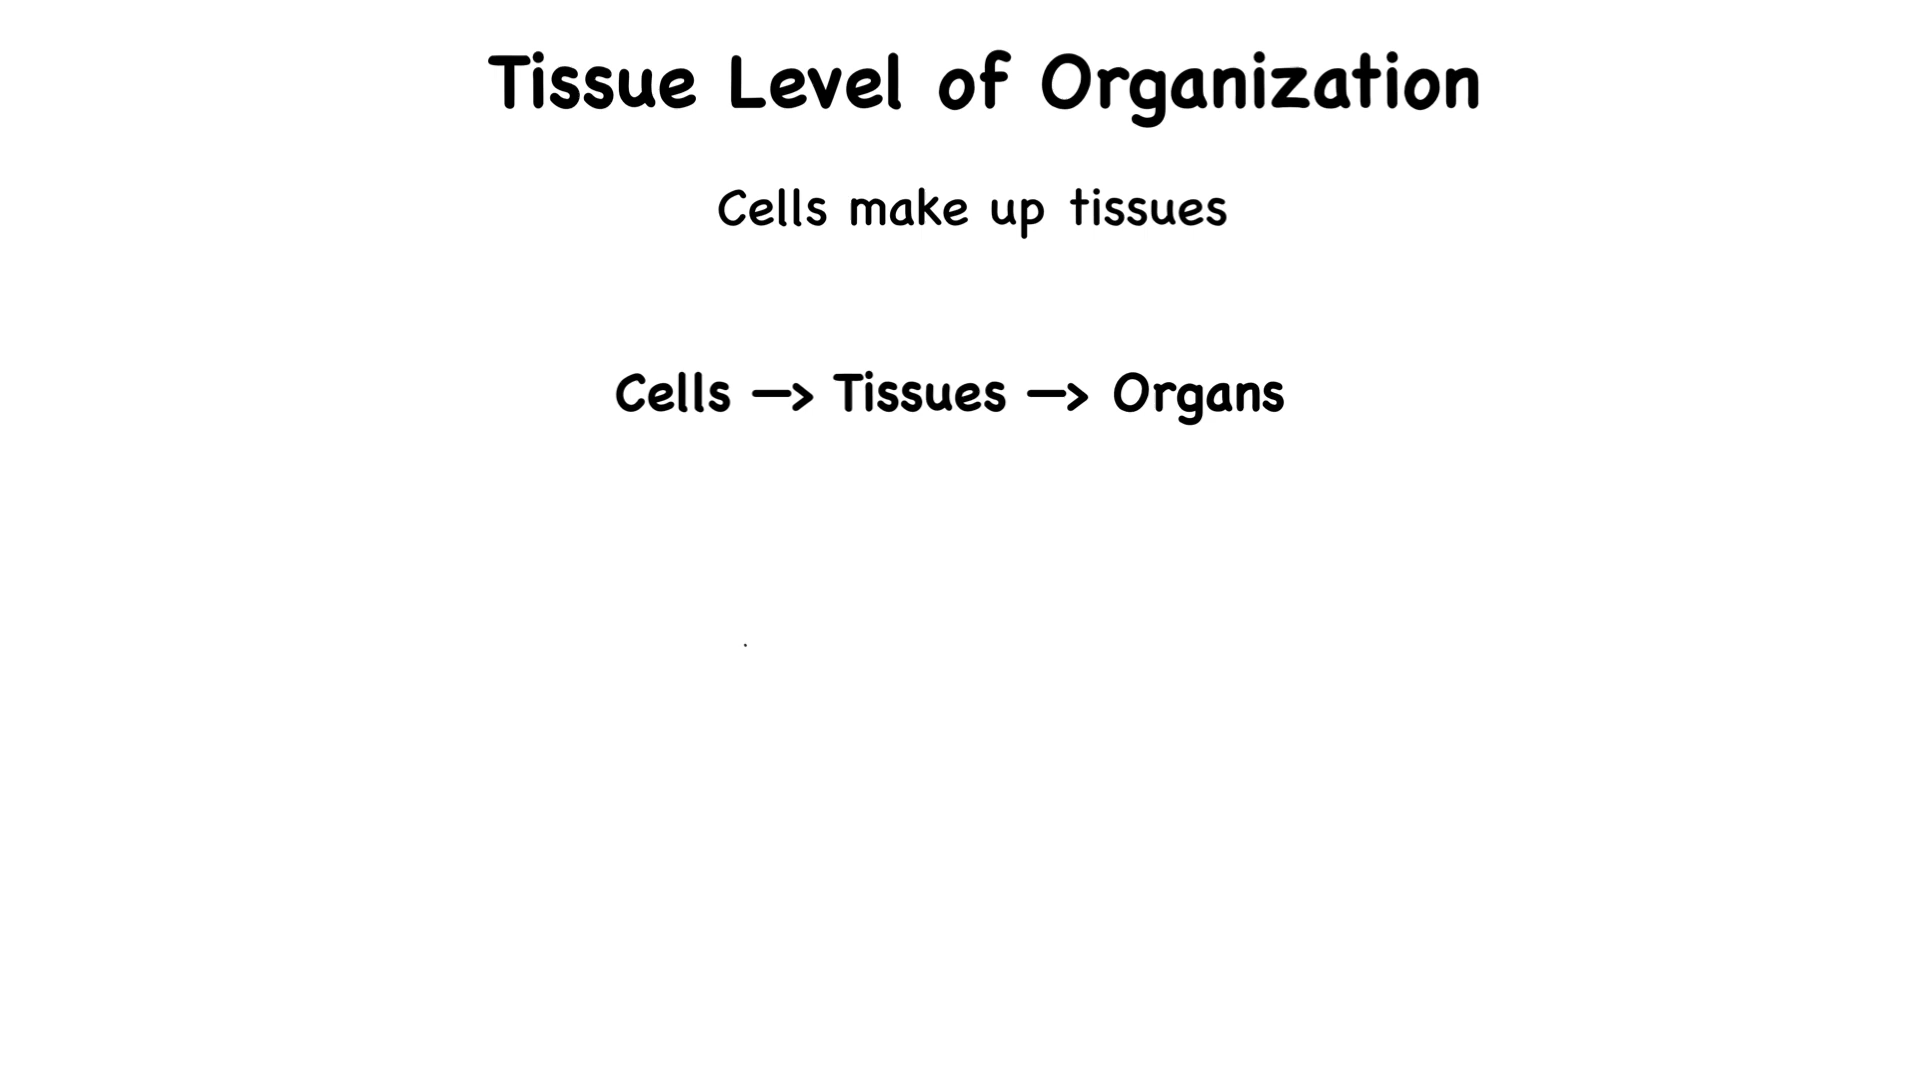 Tissue Level of Organization
Cells make up tissues
Cells —> Tissues —> Organs